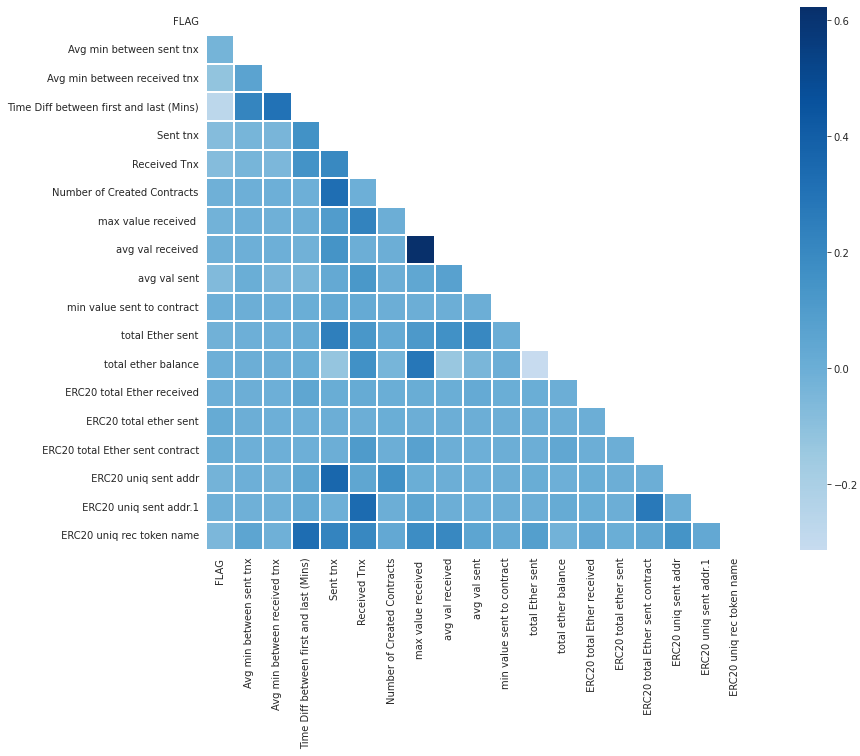 FLAG
Avg min between sent tnx
Avg min between received tnx
Time Diff between first and last (Mins)
Sent tnx
Received Tnx
Number of Created Contracts
max value received
avg val received
avg val sent
min value sent to contract
total Ether sent
total ether balance
ERC20 total Ether received
ERC20 total ether sent
ERC20 total Ether sent contract
ERC20 uniq sent addr
ERC20 uniq sent addr.1
ERC20 uniq rec token name
FLAG
Avg min between sent tnx
Avg min between received tnx
Time Diff between first and last (Mins)
Sent tnx
Received Tnx
Number of Created Contracts
max value received
avg val received
avg val sent
min value sent to contract
total Ether sent
total ether balance
ERC20 total Ether received
ERC20 total ether sent
ERC20 total Ether sent contract
ERC20 uniq sent addr
ERC20 uniq sent addr.1
ERC20 uniq rec token name
0.6
0.4
0.2
0.0
−0.2